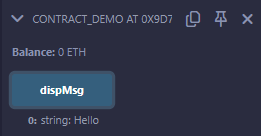 CONTRACT_DEMO AT 0X9D7
Balance: 0 ETH
dispMsg
0: string: Hello